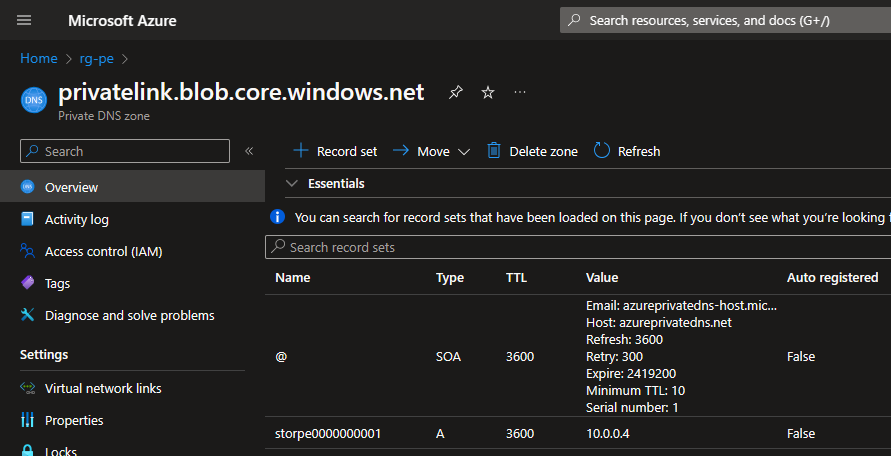 Microsoft Azure
Search resources, services, and docs (G+/)
Home > rg-pe >
DNS
privatelink.blob.core.windows.net
Private DNS zone
Search
«
Record set
Move
Delete zone
Refresh
Essentials
Overview
Activity log
Access control (IAM)
Tags
Diagnose and solve problems
Settings
Virtual network links
Properties
Locks
You can search for record sets that have been loaded on this page. If you don't see what you're looking f
Search record sets
Name Type TTL Value Auto registered
Email: azureprivatedns-host.mic...
Host: azureprivatedns.net
Refresh: 3600
Retry: 300
@ SOA 3600 False
Expire: 2419200
Minimum TTL: 10
Serial number: 1
storpe0000000001 A 3600 10.0.0.4 False